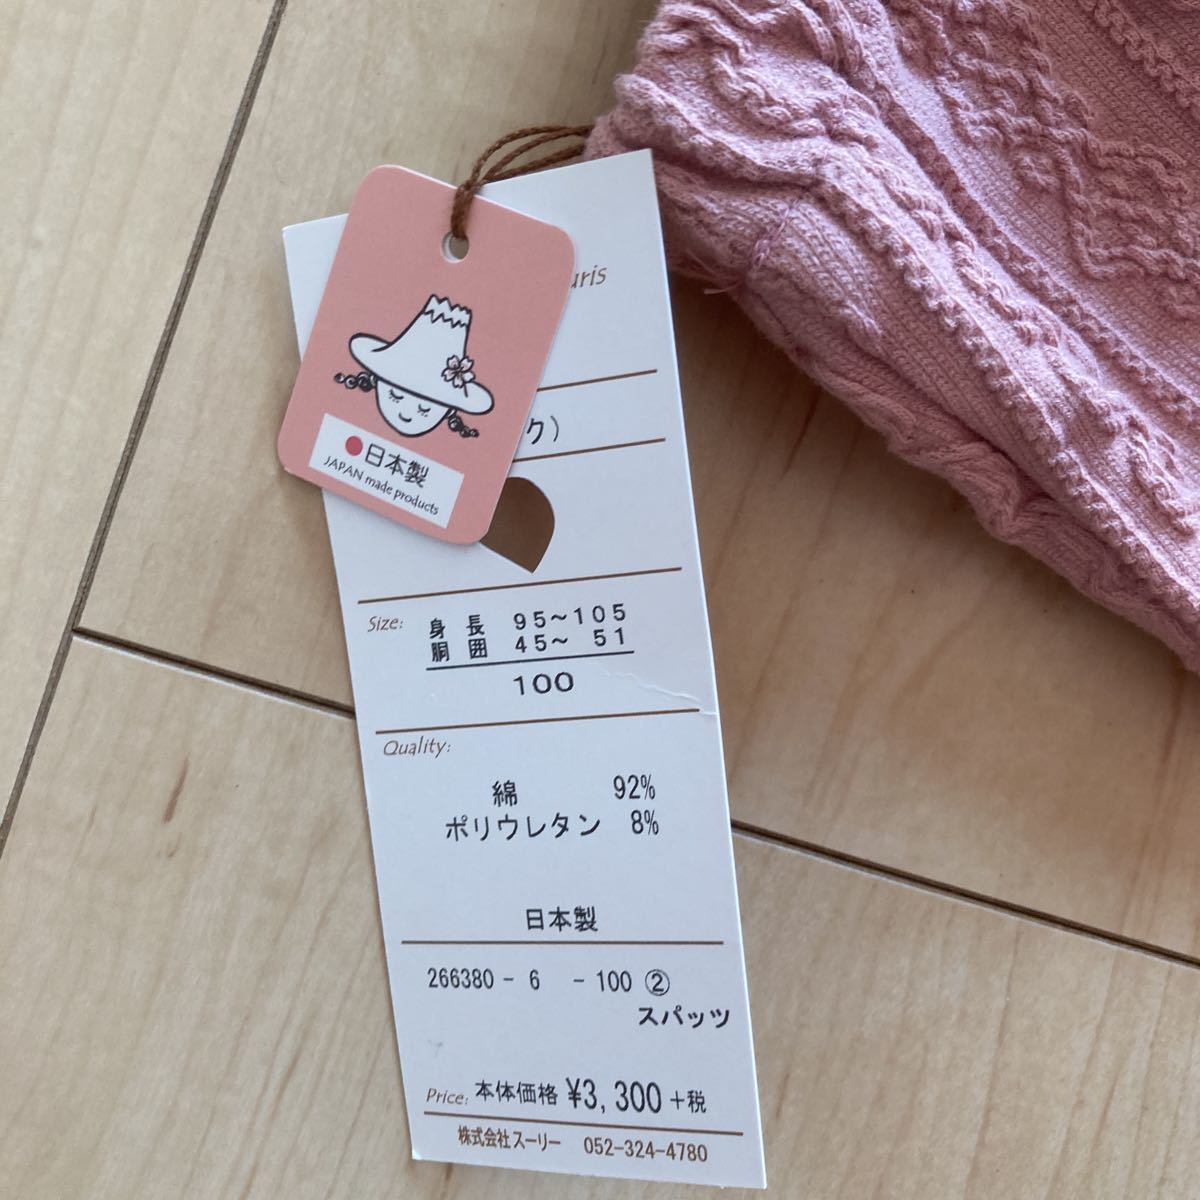 uris
ク)
●日本製
JAPAN made products
Size: 身長 95~105
胴囲 45~ 51
100
Quality:
綿 92%
ポリウレタン 8%
日本製
266380 - 6 - 100 ②
スパッツ
Price: 本体価格 ¥3,300 +税
株式会社スーリー 052-324-4780